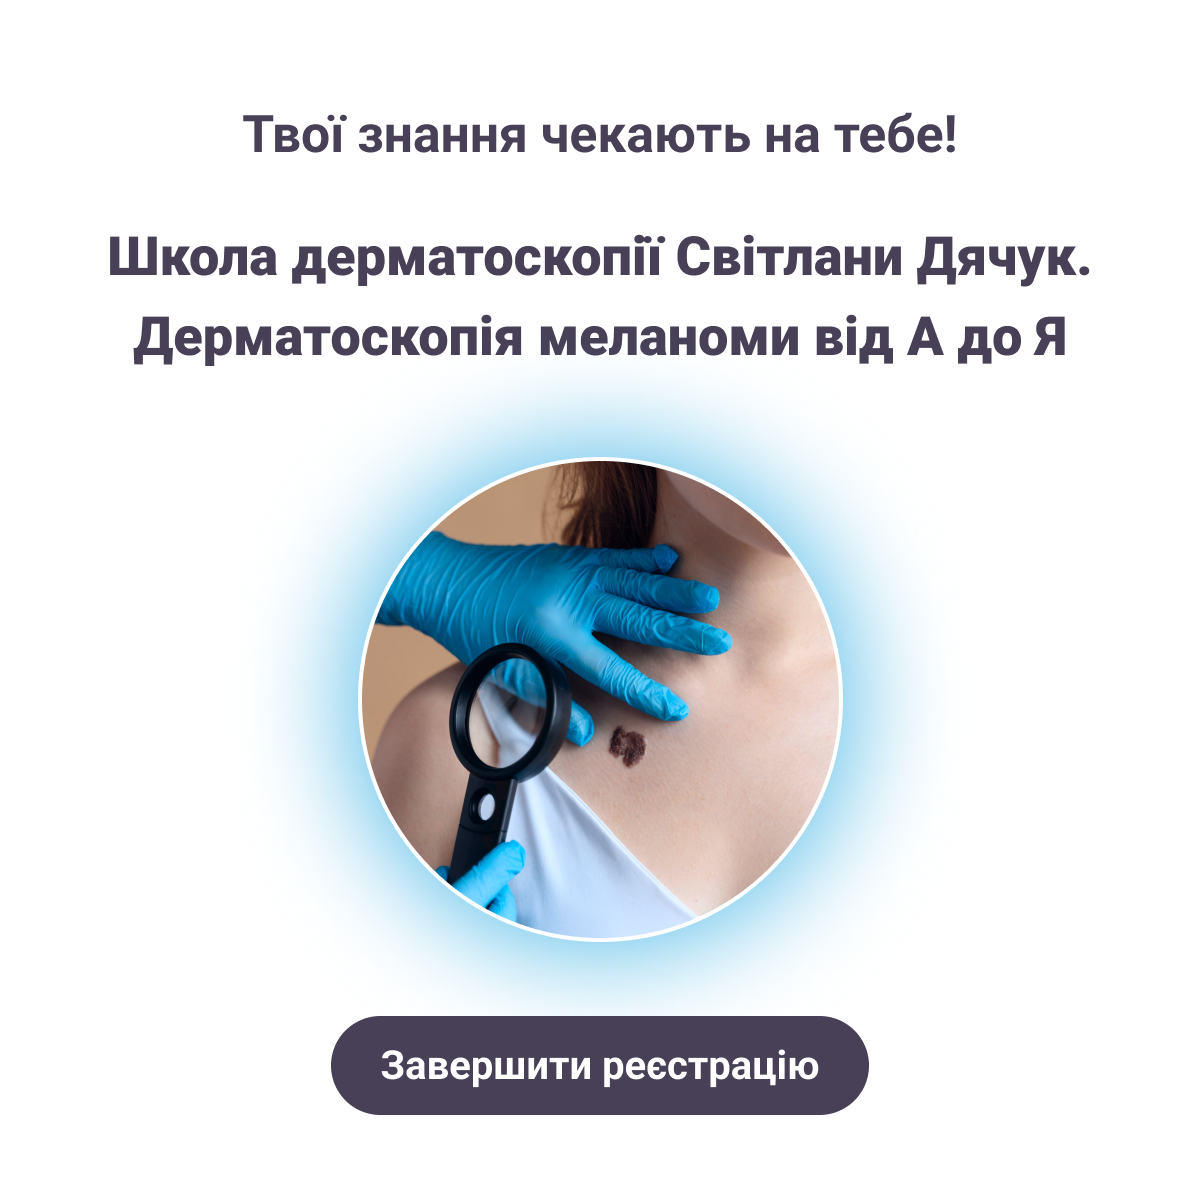 Твої знання чекають на тебе!
Школа дерматоскопії Світлани Дячук.
Дерматоскопія меланоми від А до Я
Завершити реєстрацію